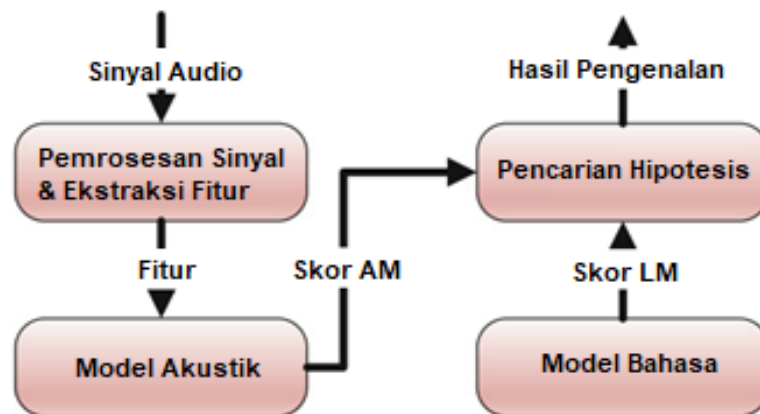 Sinyal Audio
Hasil Pengenalan
Pemrosesan Sinyal
& Ekstraksi Fitur
Pencarian Hipotesis
Fitur
Skor AM
Skor LM
Model Akustik
Model Bahasa